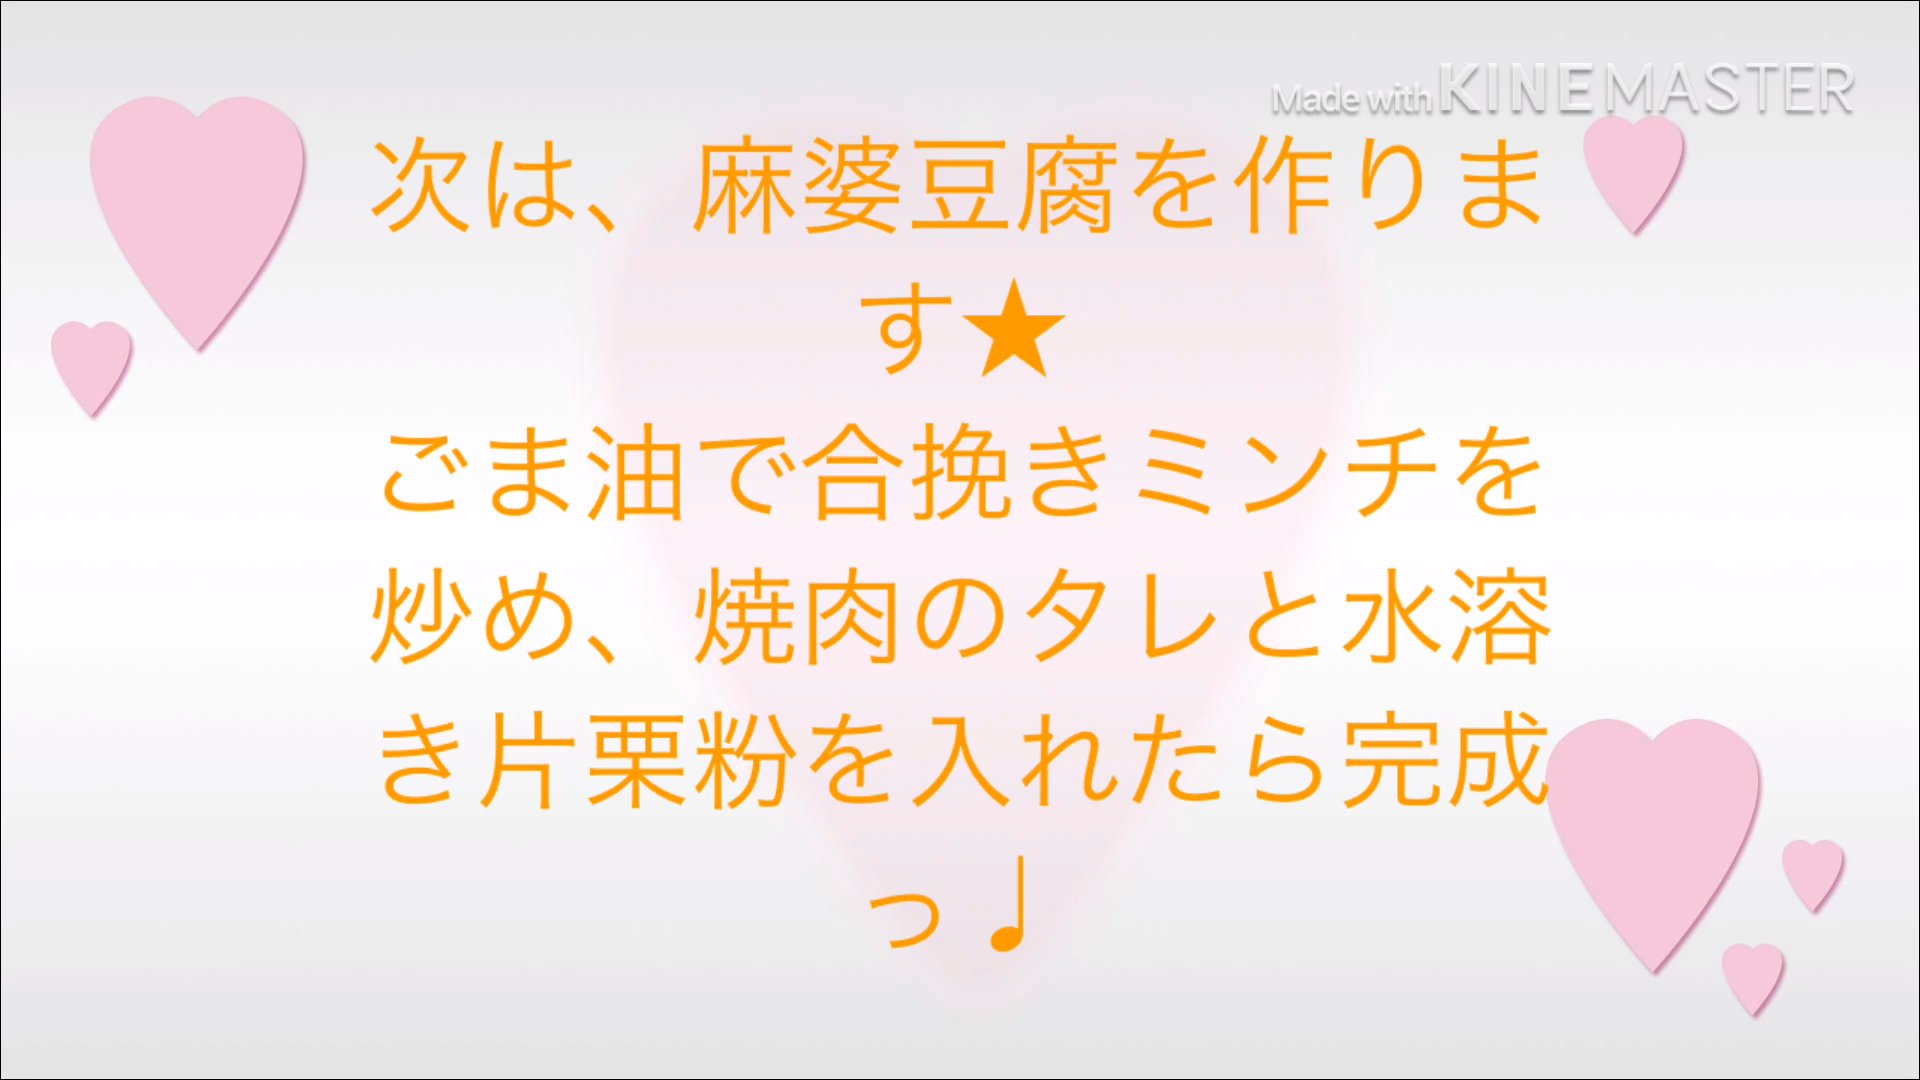 Made with KINEMASTER
次は、麻婆豆腐を作りま
す★
ごま油で合挽きミンチを
炒め、焼肉のタレと水溶
き片栗粉を入れたら完成
っ♩